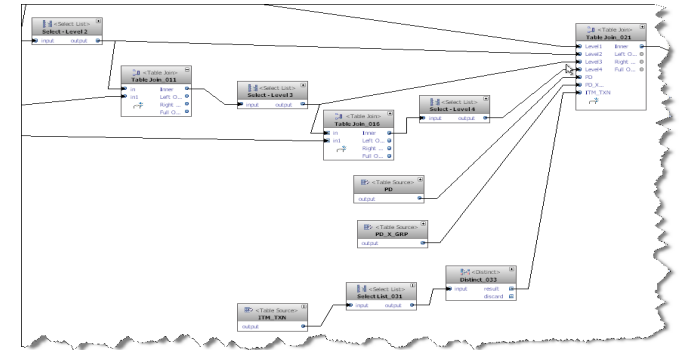 <Select List>
Select - Level 2
input output
<Table Join>
Table Join_011
in Inner
in1 Left O...
Right ...
Full O...
<Select List>
Select - Level 3
input output
<Table Join>
Table Join_016
in Inner
in1 Left O...
Right ...
Full O...
<Select List>
Select - Level 4
input output
<Table Join>
Table Join_021
Level1 Inner
Level2 Left O...
Level3 Right ...
Level4 Full O...
PD
PD_X...
ITM_TXN
<Table Source>
PD
output
<Table Source>
PD_X_GRP
output
<Distinct>
Distinct_033
input result
discard
<Select List>
Select List_031
input output
<Table Source>
ITM_TXN
output